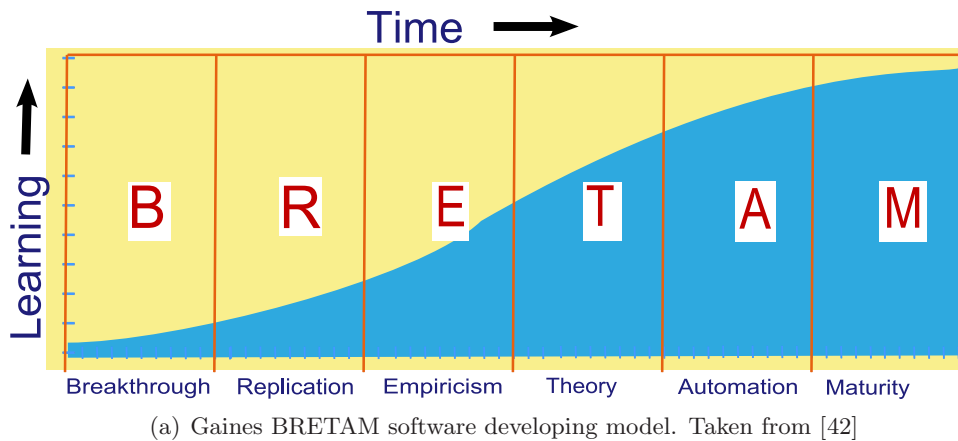 Time
Learning
B R E T A M
Breakthrough Replication Empiricism Theory Automation Maturity
(a) Gaines BRETAM software developing model. Taken from [42]